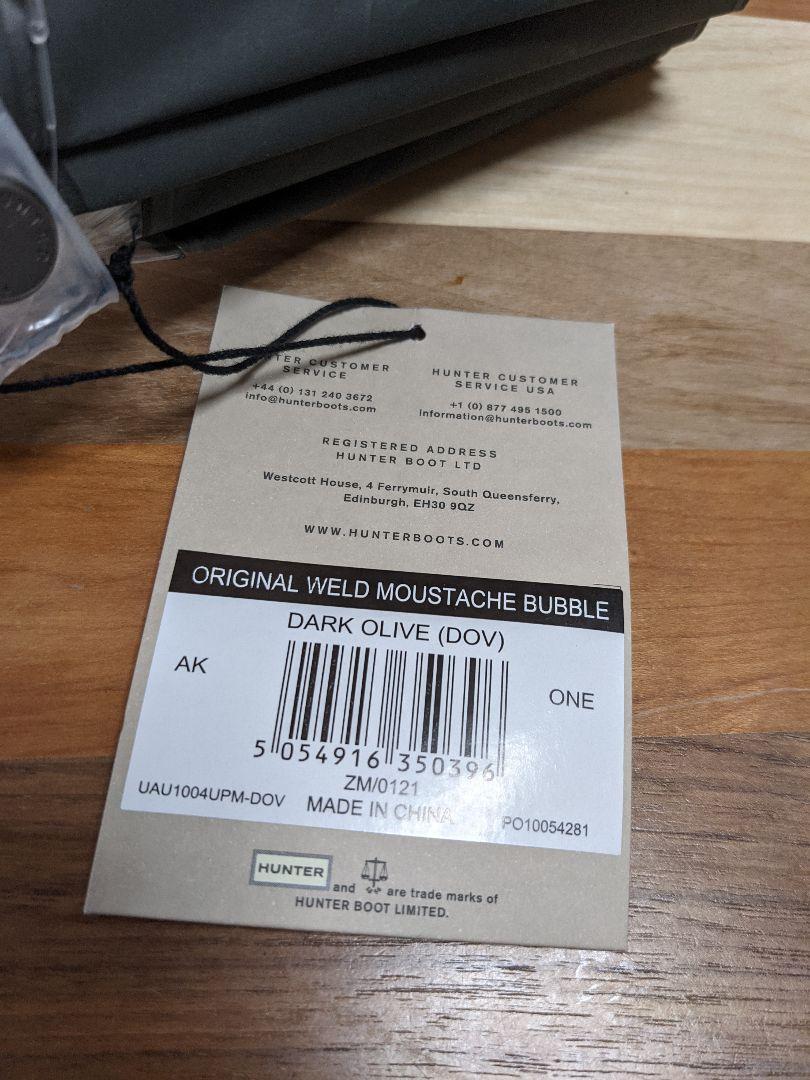 TER CUSTOMER
SERVICE
+44 (0) 131 240 3672
info@hunterboots.com
HUNTER CUSTOMER
SERVICE USA
+1 (0) 877 495 1500
Information@hunterboots.com
REGISTERED ADDRESS
HUNTER BOOT LTD
Westcott House, 4 Ferrymuir, South Queensferry,
Edinburgh, EH30 9QZ
WWW.HUNTERBOOTS.COM
ORIGINAL WELD MOUSTACHE BUBBLE
DARK OLIVE (DOV)
AK
ONE
5 054916 350396
ZM/0121
UAU1004UPM-DOV
MADE IN CHINA
PO10054281
HUNTER and are trade marks of
HUNTER BOOT LIMITED.